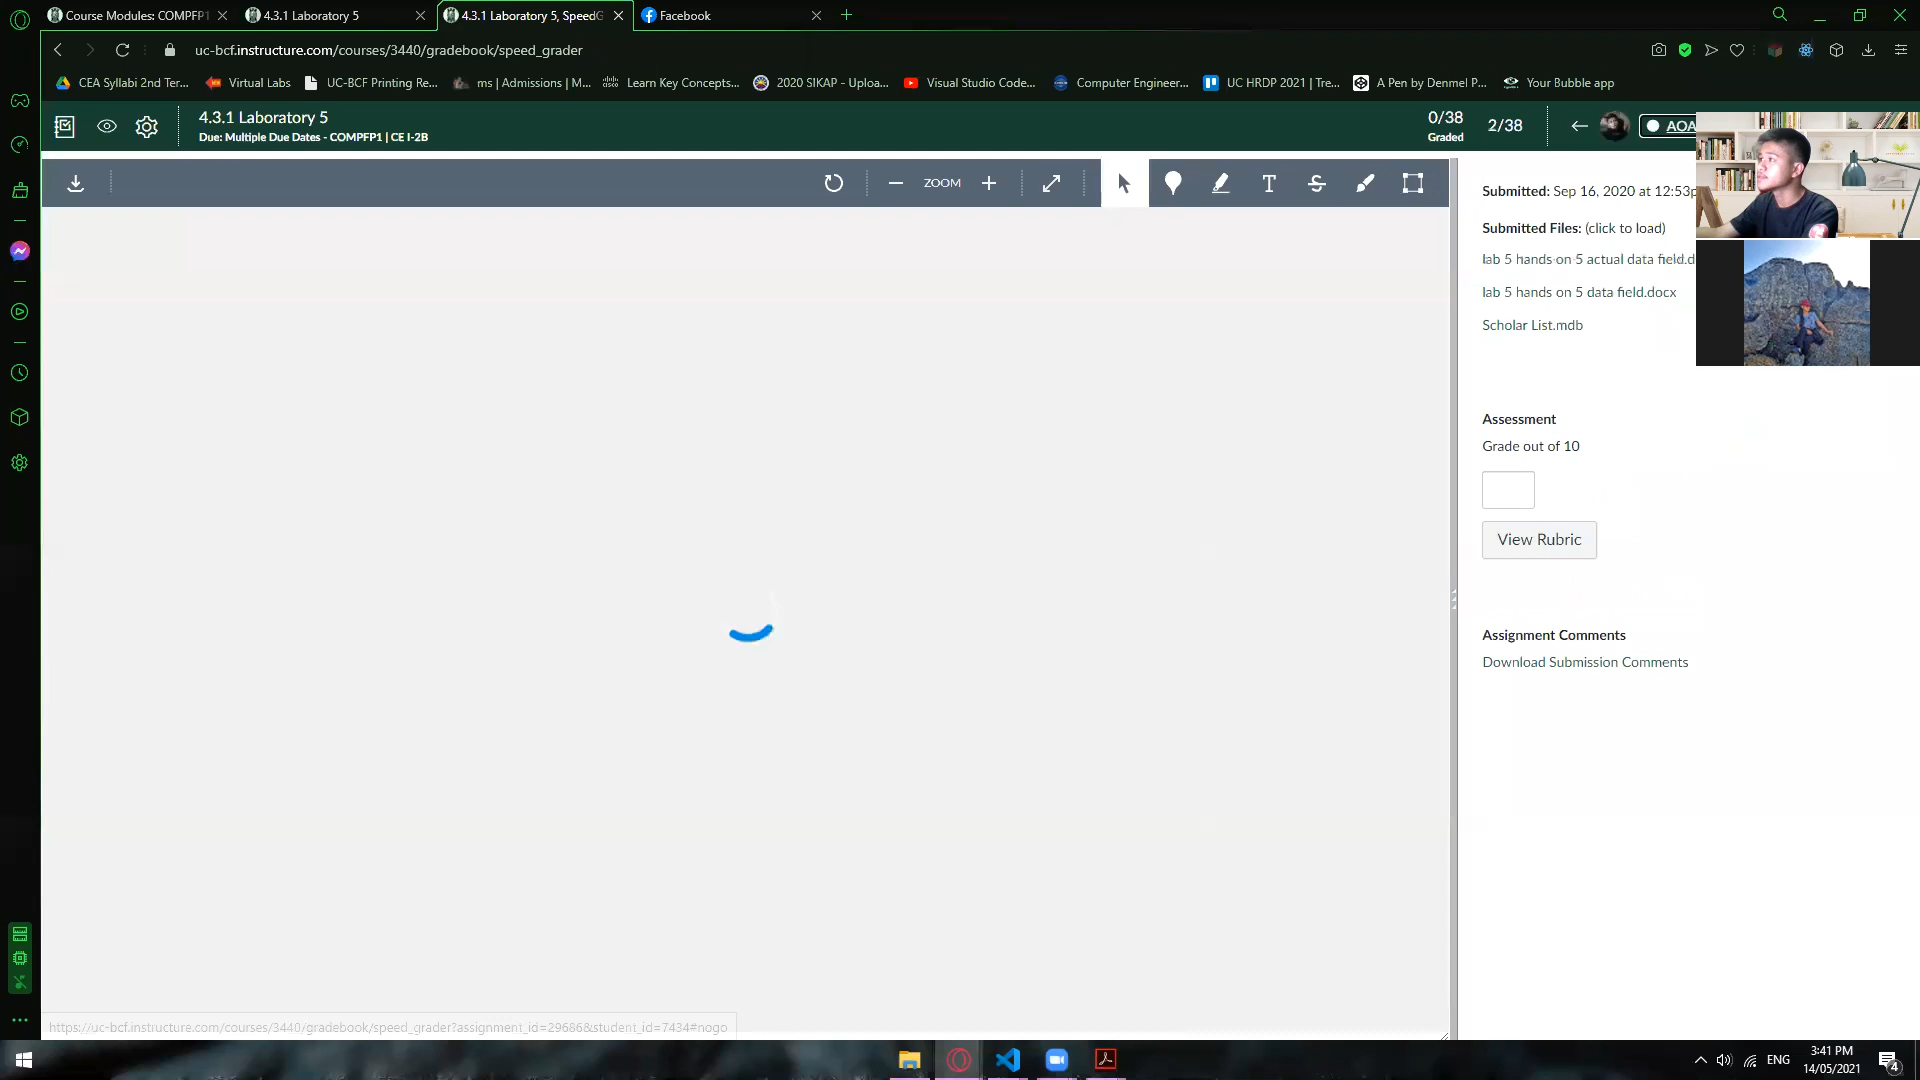 Course Modules: COMPFP1
4.3.1 Laboratory 5
4.3.1 Laboratory 5, SpeedG
Facebook
uc-bcf.instructure.com/courses/3440/gradebook/speed_grader
CEA Syllabi 2nd Ter...
Virtual Labs
UC-BCF Printing Re...
ms | Admissions | M...
Learn Key Concepts...
2020 SIKAP - Uploa...
Visual Studio Code...
Computer Engineer...
UC HRDP 2021 | Tre...
A Pen by Denmel P...
Your Bubble app
4.3.1 Laboratory 5
Due: Multiple Due Dates - COMPFP1 | CE I-2B
0/38
Graded
2/38
AOA
ZOOM
Submitted: Sep 16, 2020 at 12:53p
Submitted Files: (click to load)
lab 5 hands on 5 actual data field.d
lab 5 hands on 5 data field.docx
Scholar List.mdb
Assessment
Grade out of 10
View Rubric
Assignment Comments
Download Submission Comments
https://uc-bcf.instructure.com/courses/3440/gradebook/speed_grader?assignment_id=29686&student_id=7434#nogo
ENG
3:41 PM
14/05/2021
4